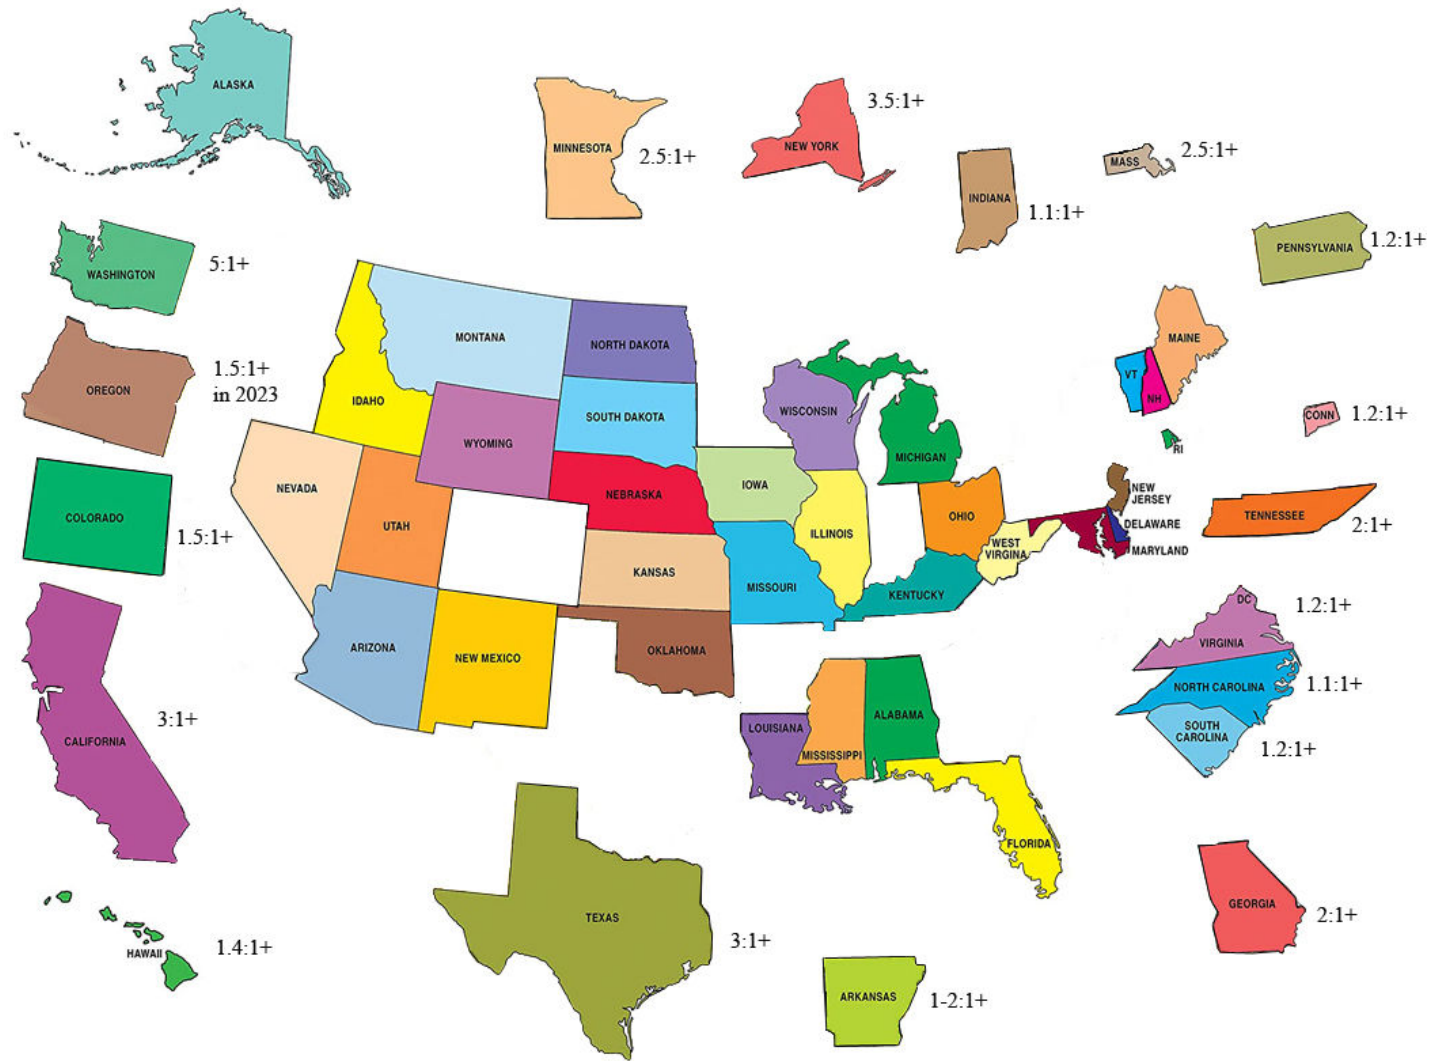 ALASKA
MINNESOTA
2.5:1+
NEW YORK
3.5:1+
INDIANA
1.1:1+
MASS
2.5:1+
PENNSYLVANIA
1.2:1+
WASHINGTON
5:1+
OREGON
1.5:1+
in 2023
COLORADO
1.5:1+
CALIFORNIA
3:1+
HAWAII
1.4:1+
MONTANA
NORTH DAKOTA
IDAHO
WYOMING
SOUTH DAKOTA
NEVADA
UTAH
NEBRASKA
IOWA
WISCONSIN
MICHIGAN
ILLINOIS
OHIO
KANSAS
MISSOURI
KENTUCKY
WEST
VIRGINA
ARIZONA
NEW MEXICO
OKLAHOMA
MAINE
VT
NH
RI
CONN
1.2:1+
NEW
JERSEY
DELAWARE
MARYLAND
TENNESSEE
2:1+
DC
VIRGINIA
1.2:1+
NORTH CAROLINA
1.1:1+
SOUTH
CAROLINA
1.2:1+
LOUISIANA
MISSISSIPPI
ALABAMA
FLORIDA
TEXAS
3:1+
ARKANSAS
1-2:1+
GEORGIA
2:1+